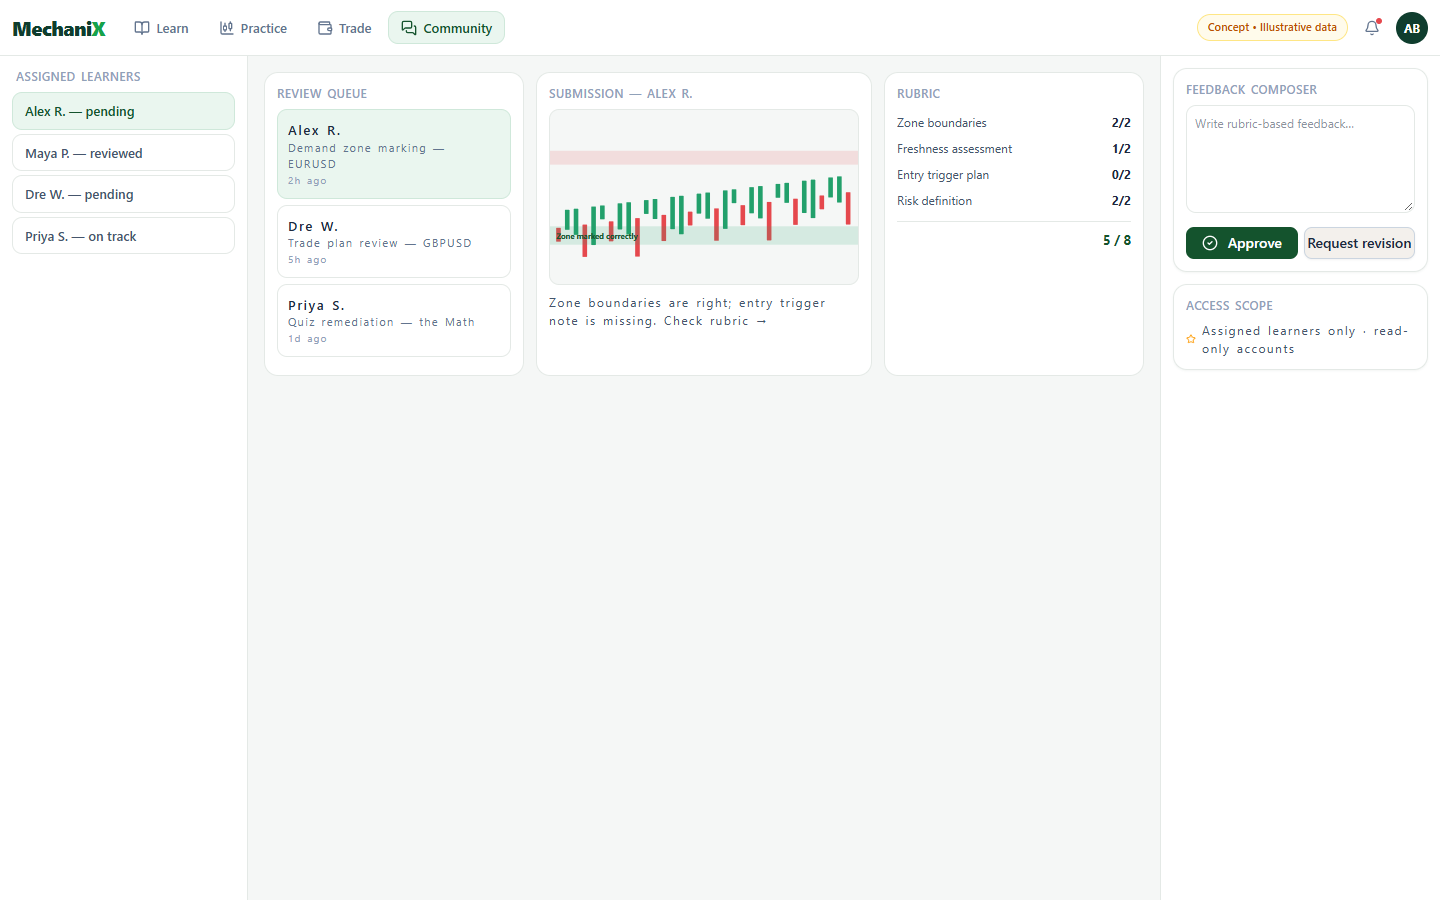 MechaniX
Learn
Practice
Trade
Community
Concept • Illustrative data
AB
ASSIGNED LEARNERS
Alex R. — pending
Maya P. — reviewed
Dre W. — pending
Priya S. — on track
REVIEW QUEUE
Alex R.
Demand zone marking —
EURUSD
2h ago
Dre W.
Trade plan review — GBPUSD
5h ago
Priya S.
Quiz remediation — the Math
1d ago
SUBMISSION — ALEX R.
Zone marked correctly
Zone boundaries are right; entry trigger
note is missing. Check rubric →
RUBRIC
Zone boundaries 2/2
Freshness assessment 1/2
Entry trigger plan 0/2
Risk definition 2/2
5 / 8
FEEDBACK COMPOSER
Write rubric-based feedback...
Approve
Request revision
ACCESS SCOPE
Assigned learners only · read-
only accounts